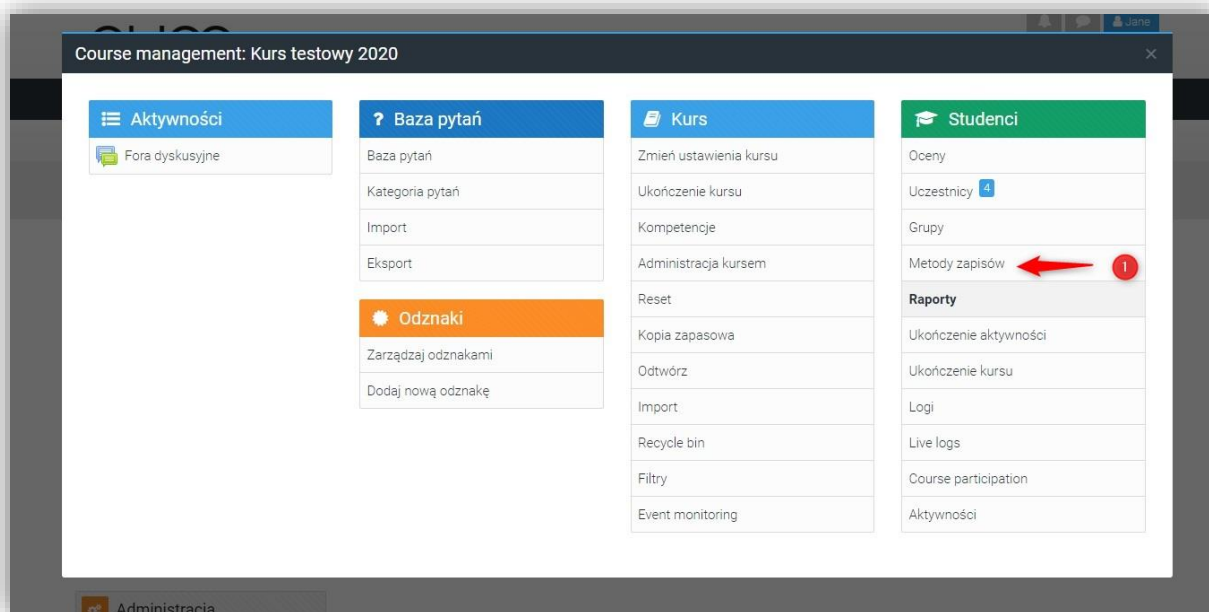 Jane
Course management: Kurs testowy 2020
×
Aktywności
Fora dyskusyjne
? Baza pytań
Baza pytań
Kategoria pytań
Import
Eksport
Odznaki
Zarządzaj odznakami
Dodaj nową odznakę
Kurs
Zmień ustawienia kursu
Ukończenie kursu
Kompetencje
Administracja kursem
Reset
Kopia zapasowa
Odtwórz
Import
Recycle bin
Filtry
Event monitoring
Studenci
Oceny
Uczestnicy 4
Grupy
Metody zapisów 1
Raporty
Ukończenie aktywności
Ukończenie kursu
Logi
Live logs
Course participation
Aktywności
Administracja